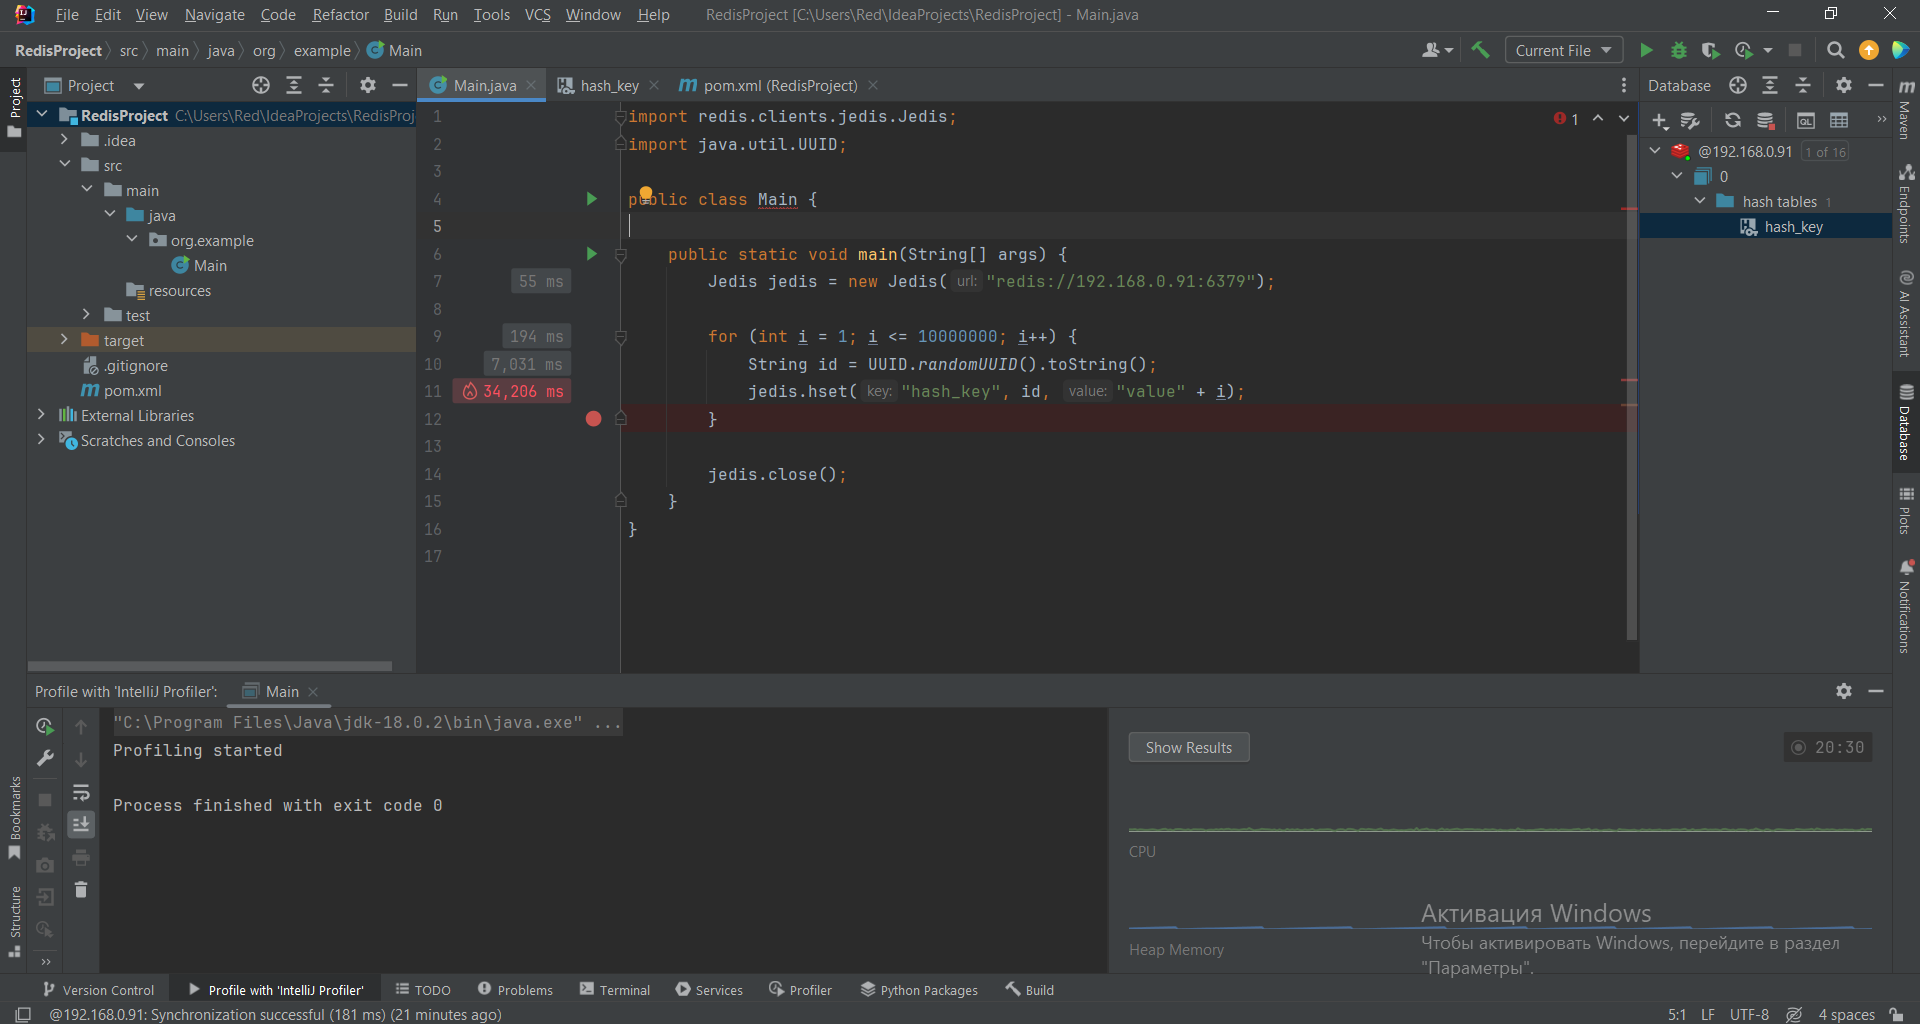 File Edit View Navigate Code Refactor Build Run Tools VCS Window Help RedisProject [C:\Users\Red\IdeaProjects\RedisProject] - Main.java
RedisProject src main java org example Main Current File
Project Main.java hash_key pom.xml (RedisProject) Database
RedisProject C:\Users\Red\IdeaProjects\RedisProj
.idea
src
main
java
org.example
Main
resources
test
target
.gitignore
pom.xml
External Libraries
Scratches and Consoles
1 import redis.clients.jedis.Jedis; 1
2 import java.util.UUID;
3
4 public class Main {
5
6 public static void main(String[] args) {
7 55 ms Jedis jedis = new Jedis( url: "redis://192.168.0.91:6379");
8
9 194 ms for (int i = 1; i <= 10000000; i++) {
10 7,031 ms String id = UUID.randomUUID().toString();
11 34,206 ms jedis.hset( key: "hash_key", id, value: "value" + i);
12 }
13
14 jedis.close();
15 }
16 }
17
@192.168.0.91 1 of 16
0
hash tables 1
hash_key
Project
Bookmarks
Structure
Maven
Endpoints
AI Assistant
Database
Plots
Notifications
Profile with 'IntelliJ Profiler': Main
"C:\Program Files\Java\jdk-18.0.2\bin\java.exe" ...
Profiling started
Process finished with exit code 0
Show Results 20:30
CPU
Heap Memory
Активация Windows
Чтобы активировать Windows, перейдите в раздел
"Параметры".
Version Control Profile with 'IntelliJ Profiler' TODO Problems Terminal Services Profiler Python Packages Build
@192.168.0.91: Synchronization successful (181 ms) (21 minutes ago) 5:1 LF UTF-8 4 spaces